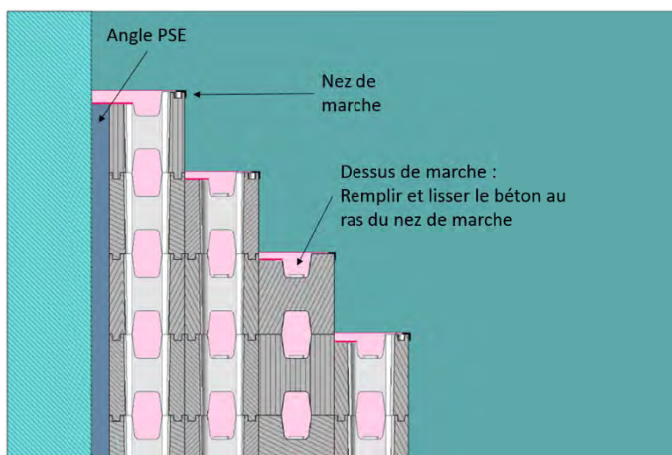 Angle PSE
Nez de
marche
Dessus de marche :
Remplir et lisser le béton au
ras du nez de marche